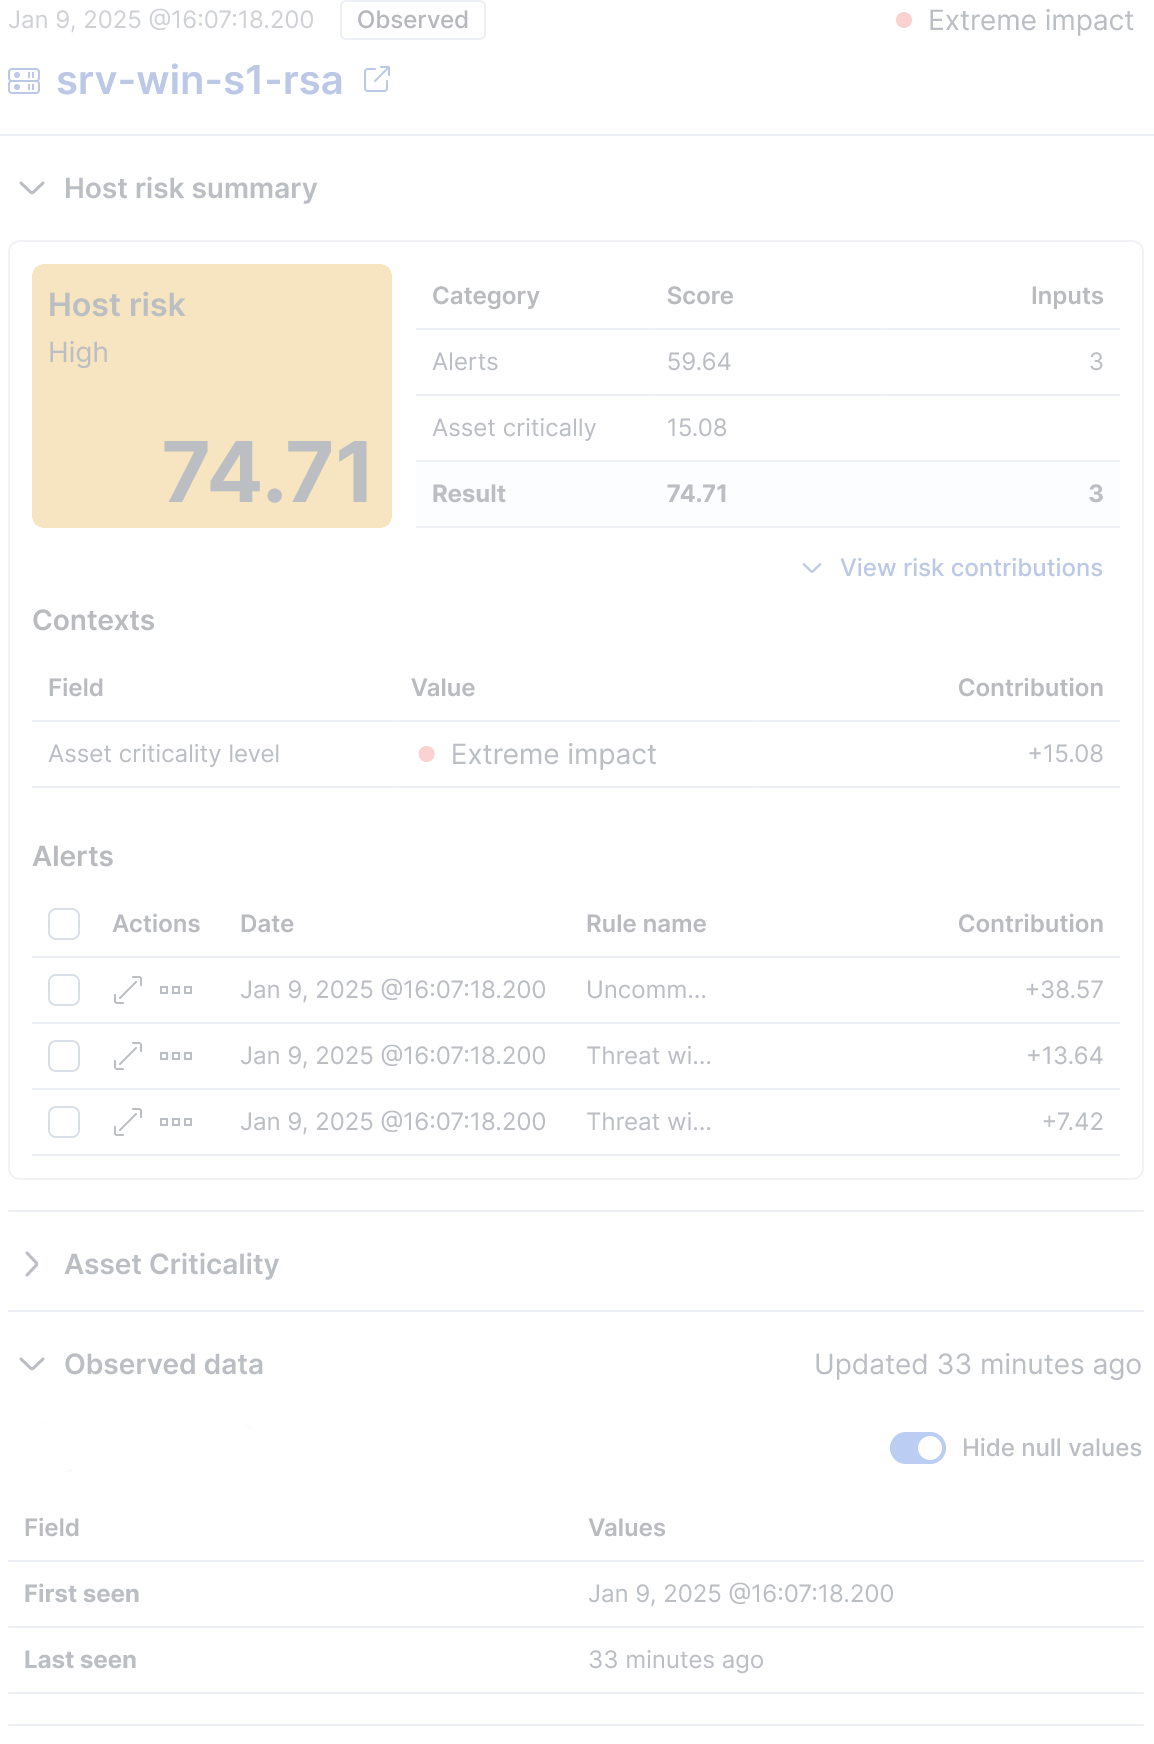 Jan 9, 2025 @16:07:18.200 Observed Extreme impact
srv-win-s1-rsa
Host risk summary
Host risk
High
74.71
Category Score Inputs
Alerts 59.64 3
Asset critically 15.08
Result 74.71 3
View risk contributions
Contexts
Field Value Contribution
Asset criticality level Extreme impact +15.08
Alerts
Actions Date Rule name Contribution
Jan 9, 2025 @16:07:18.200 Uncomm... +38.57
Jan 9, 2025 @16:07:18.200 Threat wi... +13.64
Jan 9, 2025 @16:07:18.200 Threat wi... +7.42
Asset Criticality
Observed data Updated 33 minutes ago
Hide null values
Field Values
First seen Jan 9, 2025 @16:07:18.200
Last seen 33 minutes ago